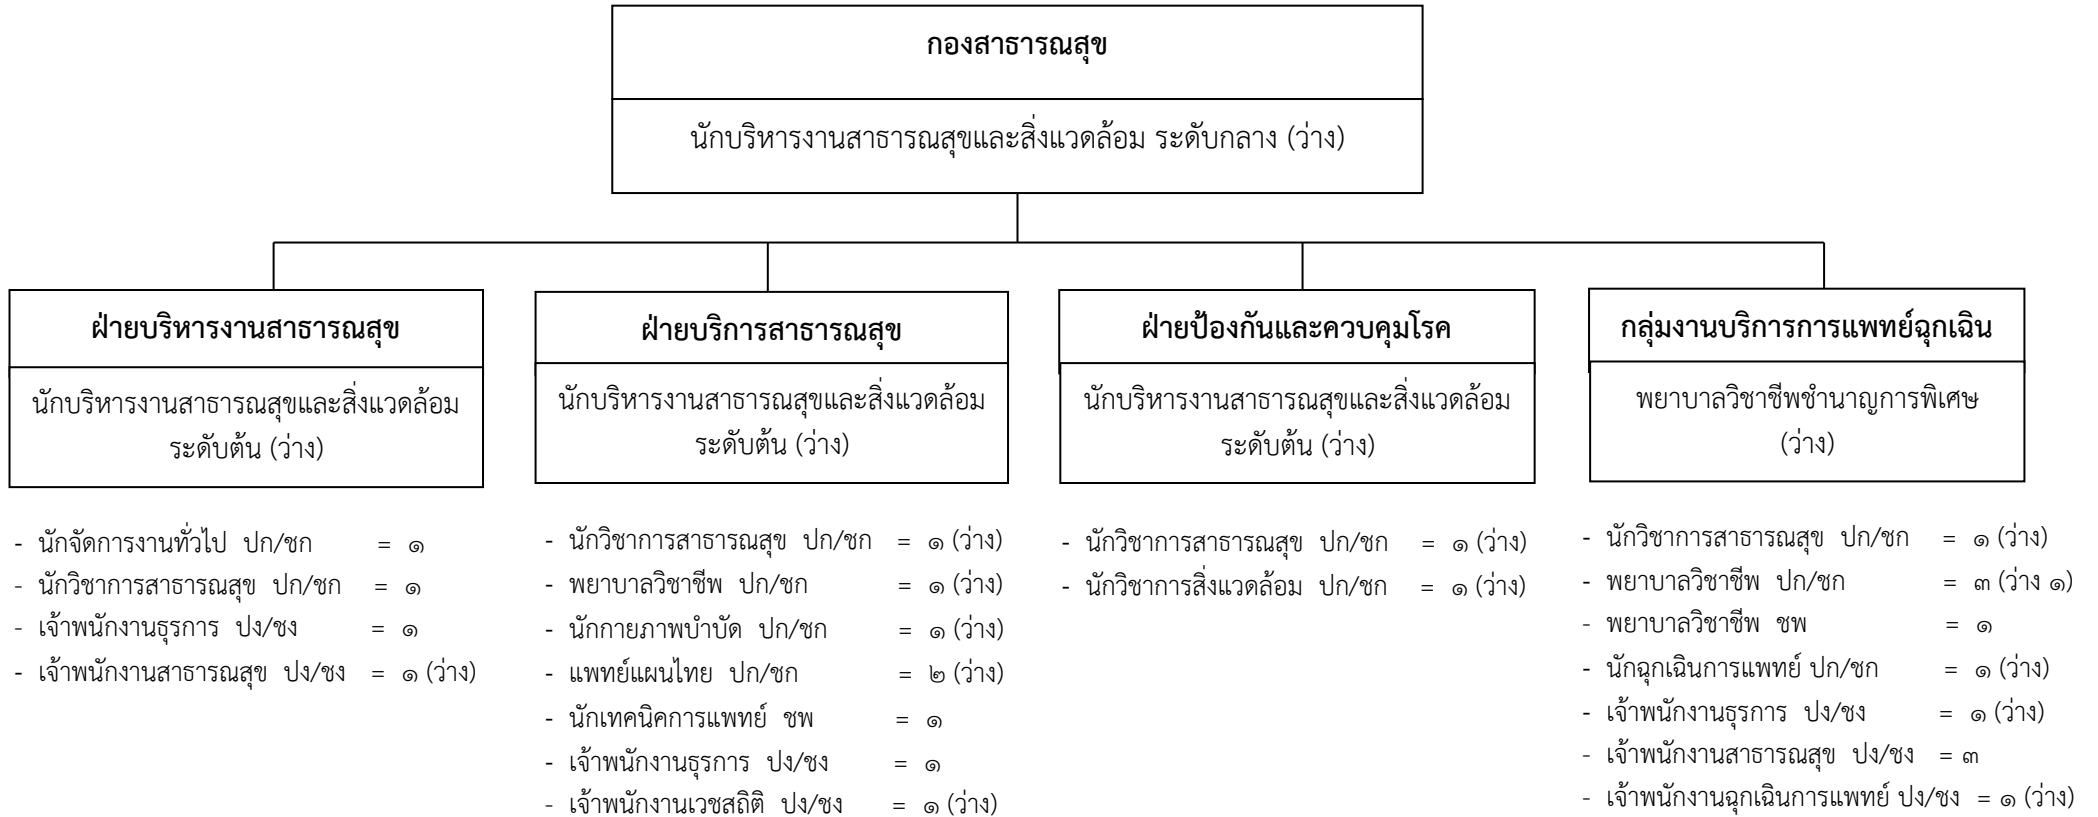 กองสาธารณสุข
นักบริหารงานสาธารณสุขและสิ่งแวดล้อม ระดับกลาง (ว่าง)
ฝ่ายบริหารงานสาธารณสุข
นักบริหารงานสาธารณสุขและสิ่งแวดล้อม
ระดับต้น (ว่าง)
- นักจัดการงานทั่วไป ปก/ชก = ๑
- นักวิชาการสาธารณสุข ปก/ชก = ๑
- เจ้าพนักงานธุรการ ปง/ชง = ๑
- เจ้าพนักงานสาธารณสุข ปง/ชง = ๑ (ว่าง)
ฝ่ายบริการสาธารณสุข
นักบริหารงานสาธารณสุขและสิ่งแวดล้อม
ระดับต้น (ว่าง)
- นักวิชาการสาธารณสุข ปก/ชก = ๑ (ว่าง)
- พยาบาลวิชาชีพ ปก/ชก = ๑ (ว่าง)
- นักกายภาพบำบัด ปก/ชก = ๑ (ว่าง)
- แพทย์แผนไทย ปก/ชก = ๒ (ว่าง)
- นักเทคนิคการแพทย์ ชพ = ๑
- เจ้าพนักงานธุรการ ปง/ชง = ๑
- เจ้าพนักงานเวชสถิติ ปง/ชง = ๑ (ว่าง)
ฝ่ายป้องกันและควบคุมโรค
นักบริหารงานสาธารณสุขและสิ่งแวดล้อม
ระดับต้น (ว่าง)
- นักวิชาการสาธารณสุข ปก/ชก = ๑ (ว่าง)
- นักวิชาการสิ่งแวดล้อม ปก/ชก = ๑ (ว่าง)
กลุ่มงานบริการการแพทย์ฉุกเฉิน
พยาบาลวิชาชีพชำนาญการพิเศษ
(ว่าง)
- นักวิชาการสาธารณสุข ปก/ชก = ๑ (ว่าง)
- พยาบาลวิชาชีพ ปก/ชก = ๓ (ว่าง ๑)
- พยาบาลวิชาชีพ ชพ = ๑
- นักฉุกเฉินการแพทย์ ปก/ชก = ๑ (ว่าง)
- เจ้าพนักงานธุรการ ปง/ชง = ๑ (ว่าง)
- เจ้าพนักงานสาธารณสุข ปง/ชง = ๓
- เจ้าพนักงานฉุกเฉินการแพทย์ ปง/ชง = ๑ (ว่าง)